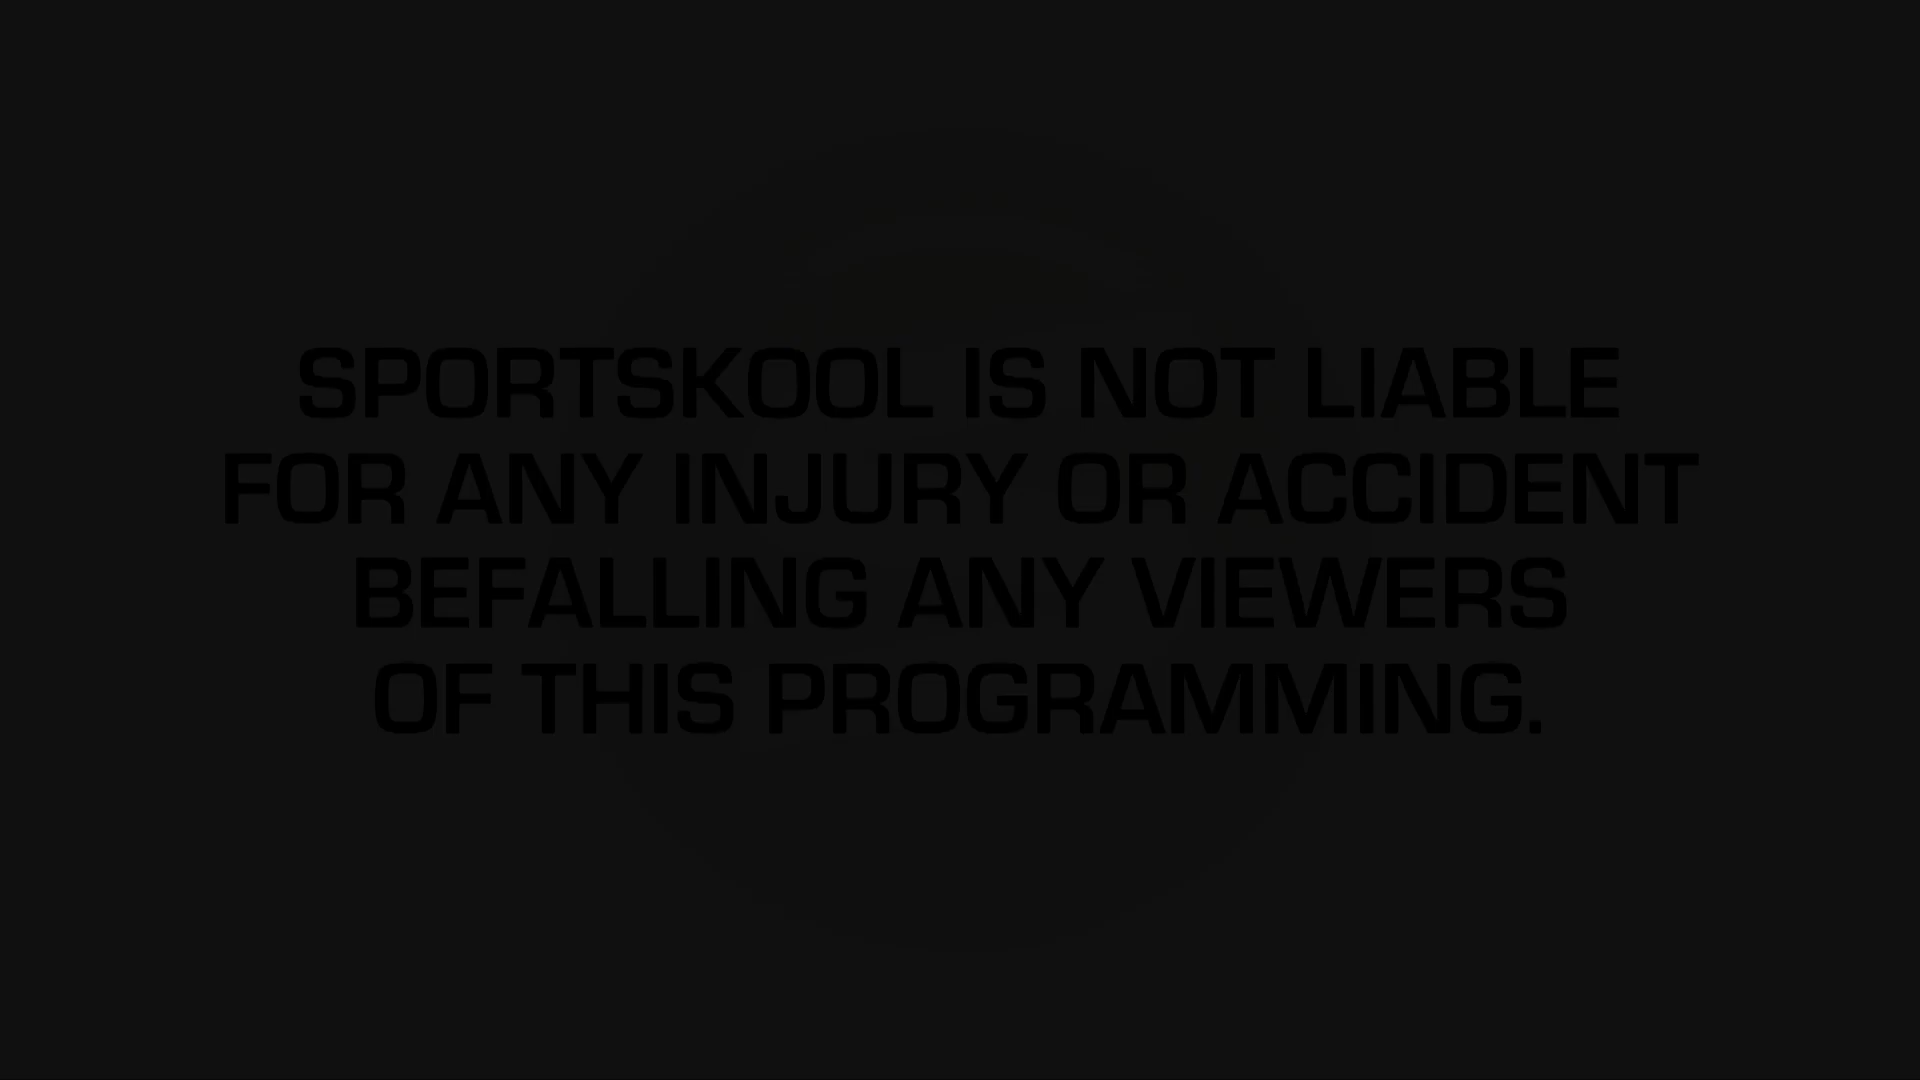 SPORTSKOOL IS NOT LIABLE
FOR ANY INJURY OR ACCIDENT
BEFALLING ANY VIEWERS
OF THIS PROGRAMMING.